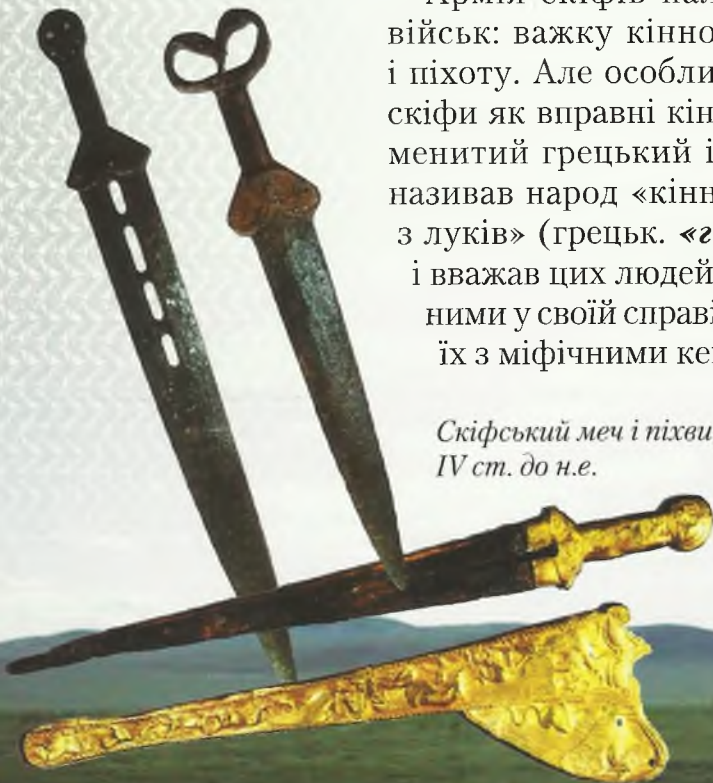 Армія скіфів нал
військ: важку кінно
і піхоту. Але особли
скіфи як вправні кін
менитий грецький і
називав народ «кінн
з луків» (грецьк. «г
і вважав цих людей
ними у своїй справі
їх з міфічними кен
Скіфський меч і піхви
IV ст. до н.е.